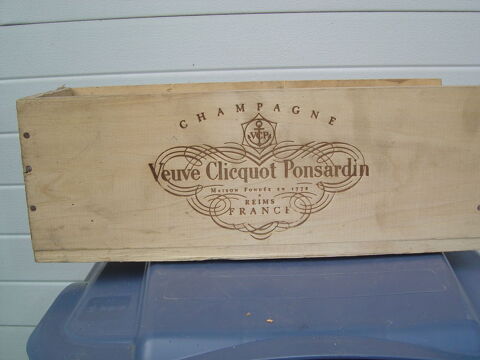 CHAMPAGNE
VCP
Veuve Clicquot Ponsardin
MAISON FONDÉE EN 1772
REIMS
FRANCE